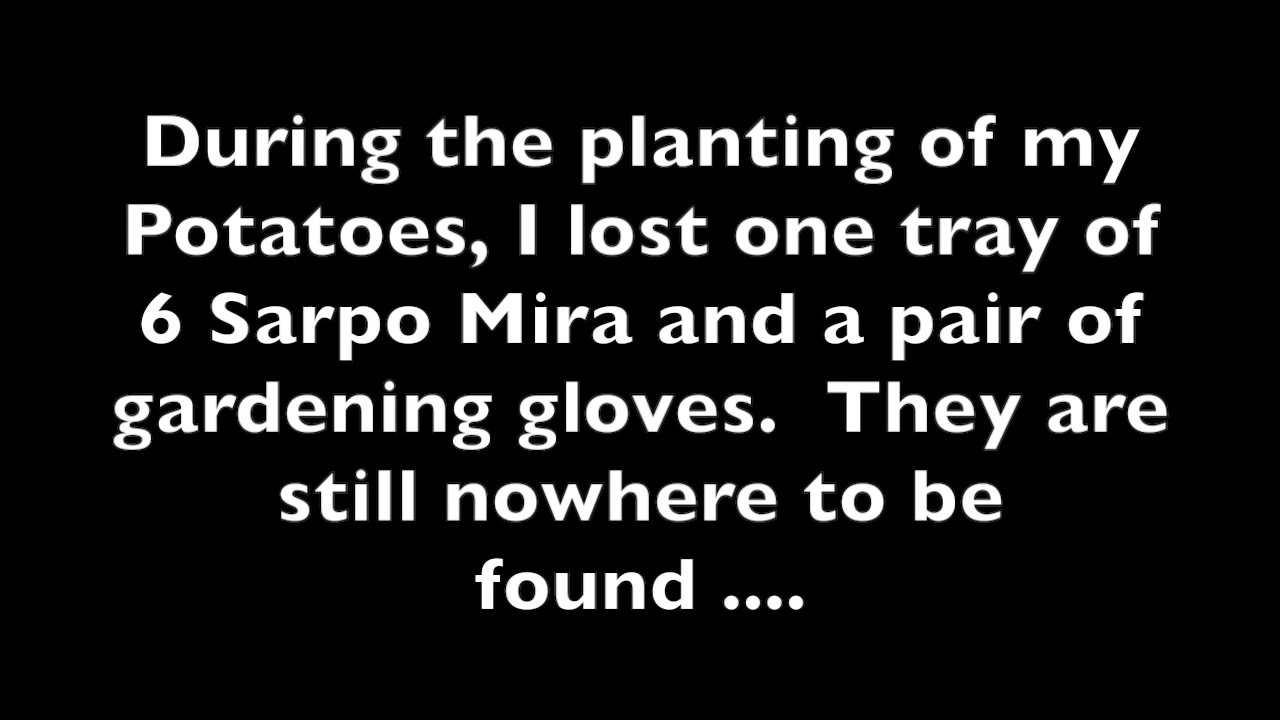 During the planting of my
Potatoes, I lost one tray of
6 Sarpo Mira and a pair of
gardening gloves.  They are
still nowhere to be
found ....